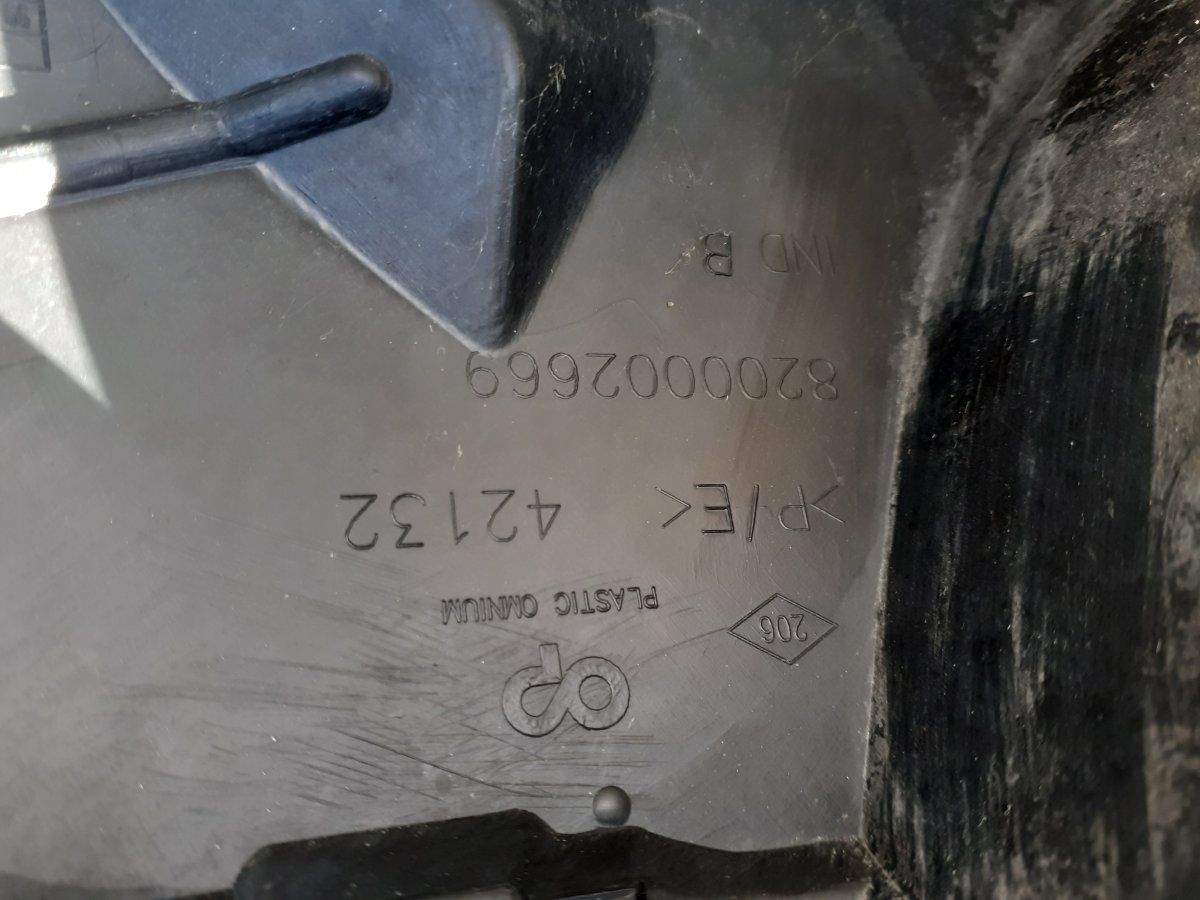 206
PLASTIC OMNIUM
>P/E< 42132
8200002669
IND B